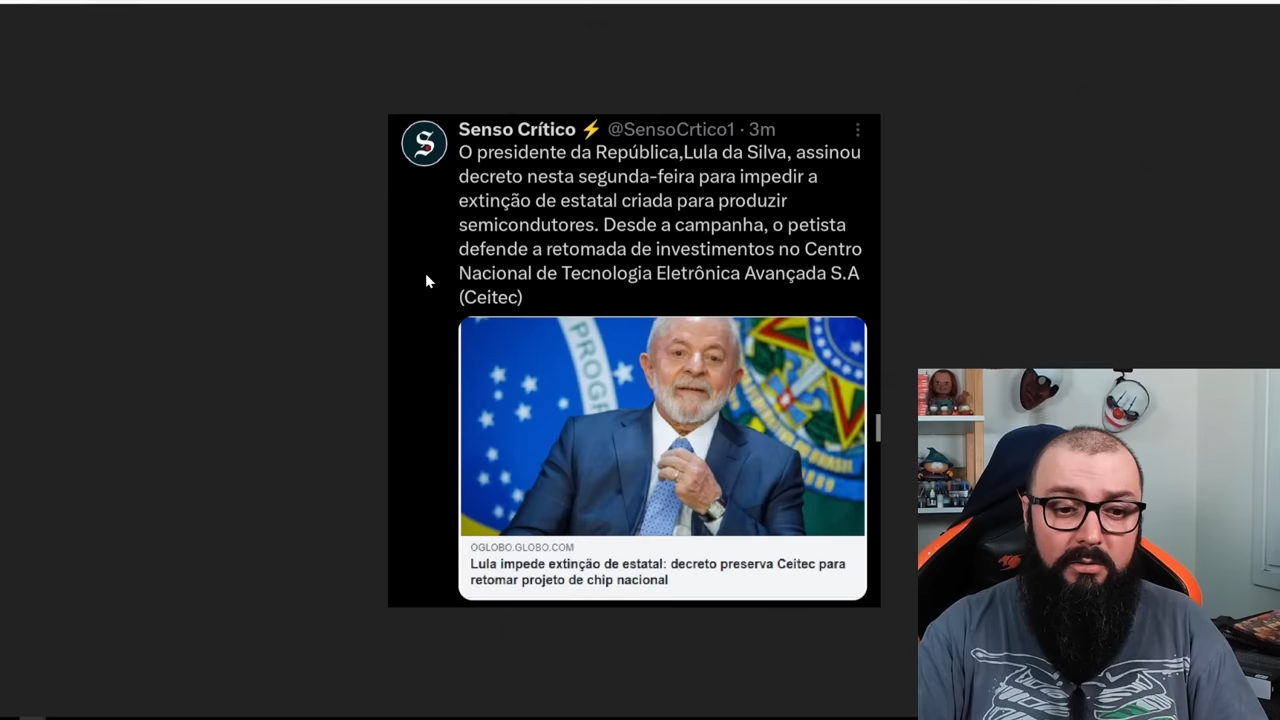 Senso Crítico ⚡ @SensoCrtico1 · 3m
O presidente da República,Lula da Silva, assinou
decreto nesta segunda-feira para impedir a
extinção de estatal criada para produzir
semicondutores. Desde a campanha, o petista
defende a retomada de investimentos no Centro
Nacional de Tecnologia Eletrônica Avançada S.A
(Ceitec)
PROGR
OGLOBO.GLOBO.COM
Lula impede extinção de estatal: decreto preserva Ceitec para
retomar projeto de chip nacional